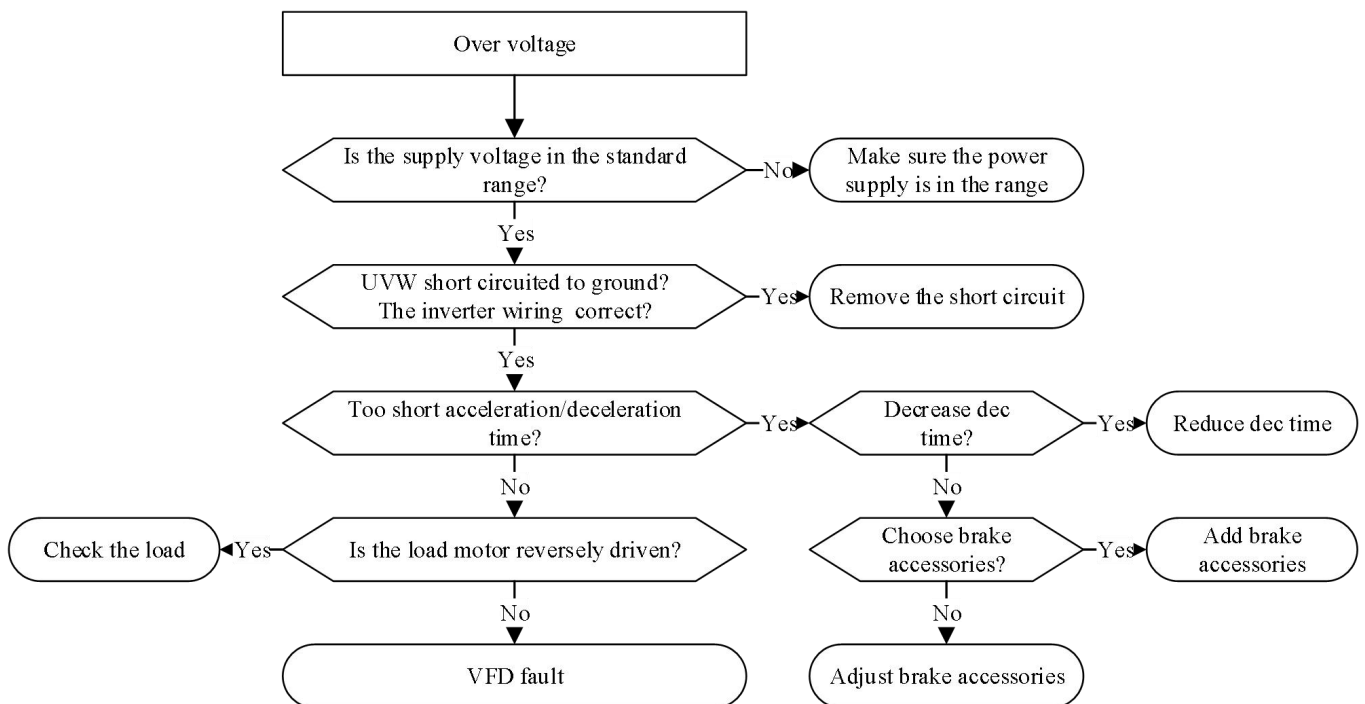 Over voltage
Is the supply voltage in the standard
range?
No
Make sure the power
supply is in the range
Yes
UVW short circuited to ground?
The inverter wiring correct?
Yes
Remove the short circuit
Yes
Too short acceleration/deceleration
time?
Yes
Decrease dec
time?
Yes
Reduce dec time
No
No
Check the load
Yes
Is the load motor reversely driven?
Choose brake
accessories?
Yes
Add brake
accessories
No
No
VFD fault
Adjust brake accessories